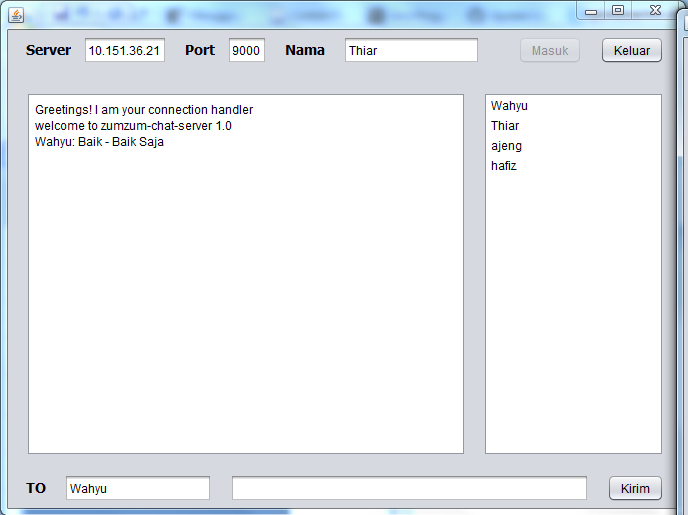 Server 10.151.36.21 Port 9000 Nama Thiar Masuk Keluar
Greetings! I am your connection handler
welcome to zumzum-chat-server 1.0
Wahyu: Baik - Baik Saja
Wahyu
Thiar
ajeng
hafiz
TO Wahyu Kirim